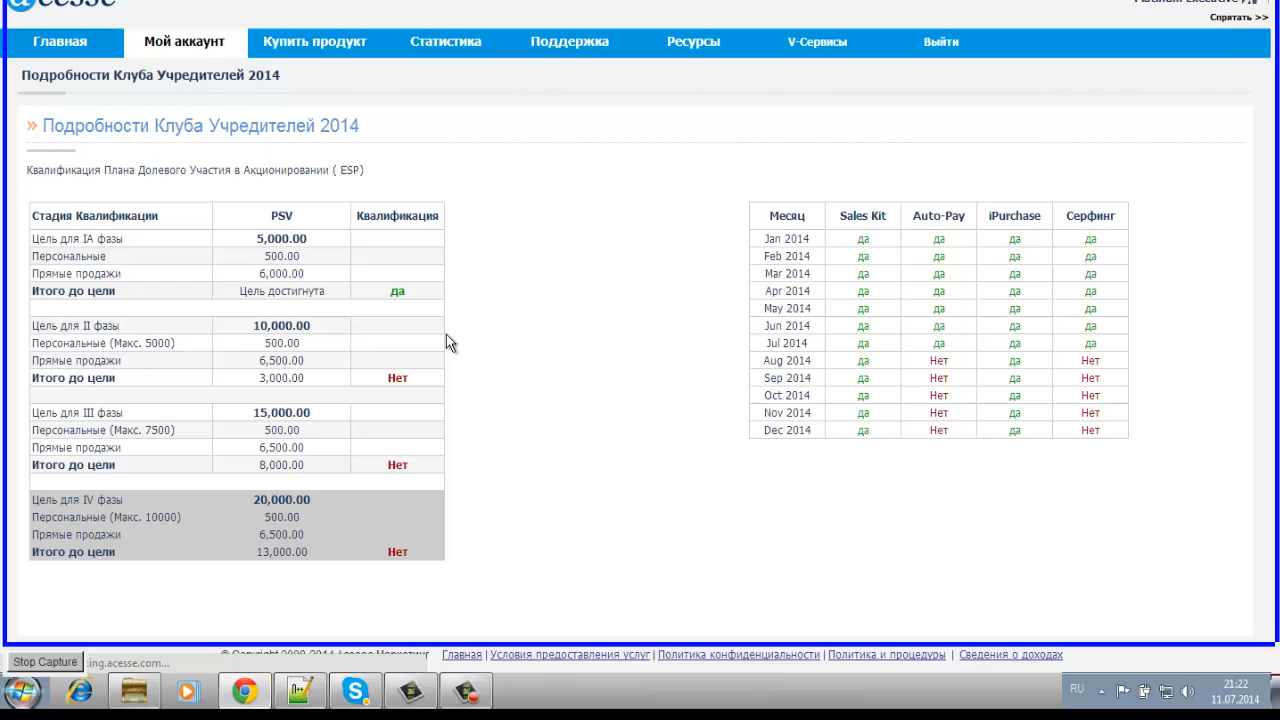 acesse
Platinum Executive
Спрятать >>
Главная
Мой аккаунт
Купить продукт
Статистика
Поддержка
Ресурсы
V-Сервисы
Выйти
Подробности Клуба Учредителей 2014
» Подробности Клуба Учредителей 2014
Квалификация Плана Долевого Участия в Акционировании ( ESP)
Стадия Квалификации PSV Квалификация
Цель для IA фазы 5,000.00
Персональные 500.00
Прямые продажи 6,000.00
Итого до цели Цель достигнута да
Цель для II фазы 10,000.00
Персональные (Макс. 5000) 500.00
Прямые продажи 6,500.00
Итого до цели 3,000.00 Нет
Цель для III фазы 15,000.00
Персональные (Макс. 7500) 500.00
Прямые продажи 6,500.00
Итого до цели 8,000.00 Нет
Цель для IV фазы 20,000.00
Персональные (Макс. 10000) 500.00
Прямые продажи 6,500.00
Итого до цели 13,000.00 Нет
Месяц Sales Kit Auto-Pay iPurchase Серфинг
Jan 2014 да да да да
Feb 2014 да да да да
Mar 2014 да да да да
Apr 2014 да да да да
May 2014 да да да да
Jun 2014 да да да да
Jul 2014 да да да да
Aug 2014 да Нет да Нет
Sep 2014 да Нет да Нет
Oct 2014 да Нет да Нет
Nov 2014 да Нет да Нет
Dec 2014 да Нет да Нет
© Copyright 2009-2014 Acesse Маркетинг
Главная | Условия предоставления услуг | Политика конфиденциальности | Политика и процедуры | Сведения о доходах
Stop Capture
ing.acesse.com...
RU
21:22
11.07.2014